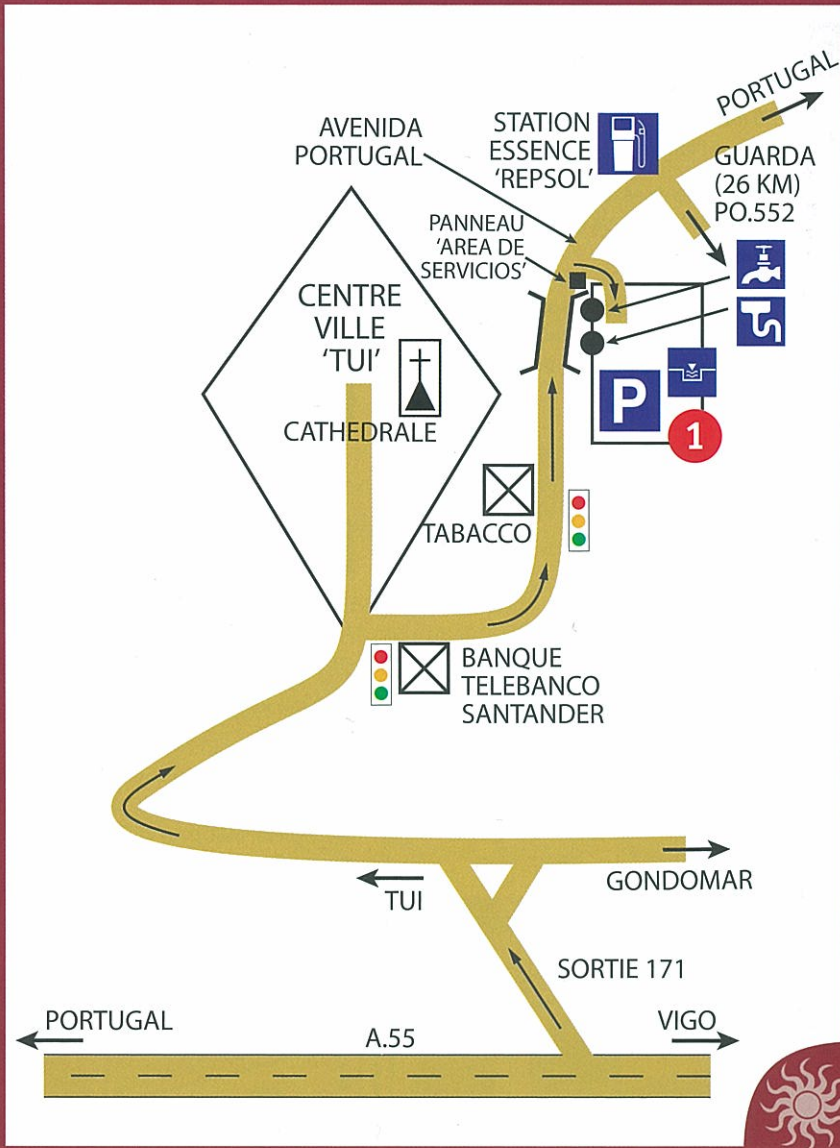 PORTUGAL
AVENIDA
PORTUGAL
STATION
ESSENCE
'REPSOL'
GUARDA
(26 KM)
PO.552
PANNEAU
'AREA DE
SERVICIOS'
CENTRE
VILLE
'TUI'
CATHEDRALE
P
1
TABACCO
BANQUE
TELEBANCO
SANTANDER
GONDOMAR
TUI
SORTIE 171
PORTUGAL
A.55
VIGO